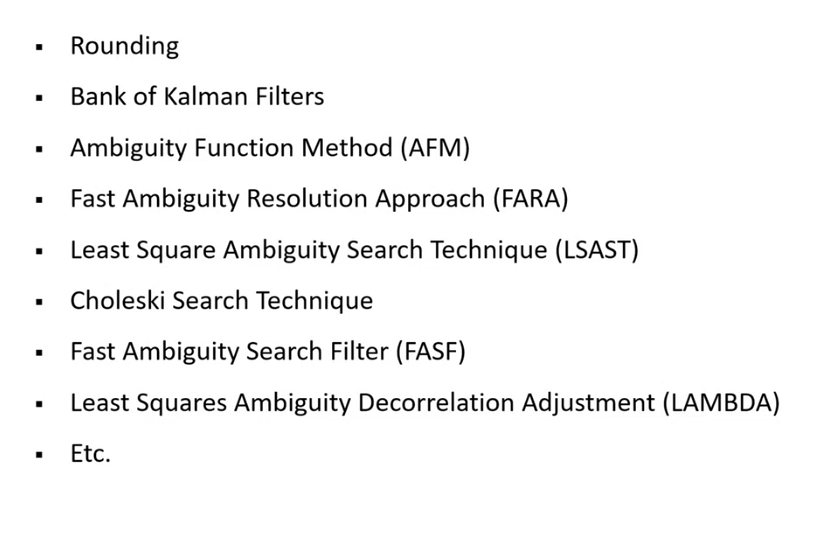 ▪ Rounding
▪ Bank of Kalman Filters
▪ Ambiguity Function Method (AFM)
▪ Fast Ambiguity Resolution Approach (FARA)
▪ Least Square Ambiguity Search Technique (LSAST)
▪ Choleski Search Technique
▪ Fast Ambiguity Search Filter (FASF)
▪ Least Squares Ambiguity Decorrelation Adjustment (LAMBDA)
▪ Etc.